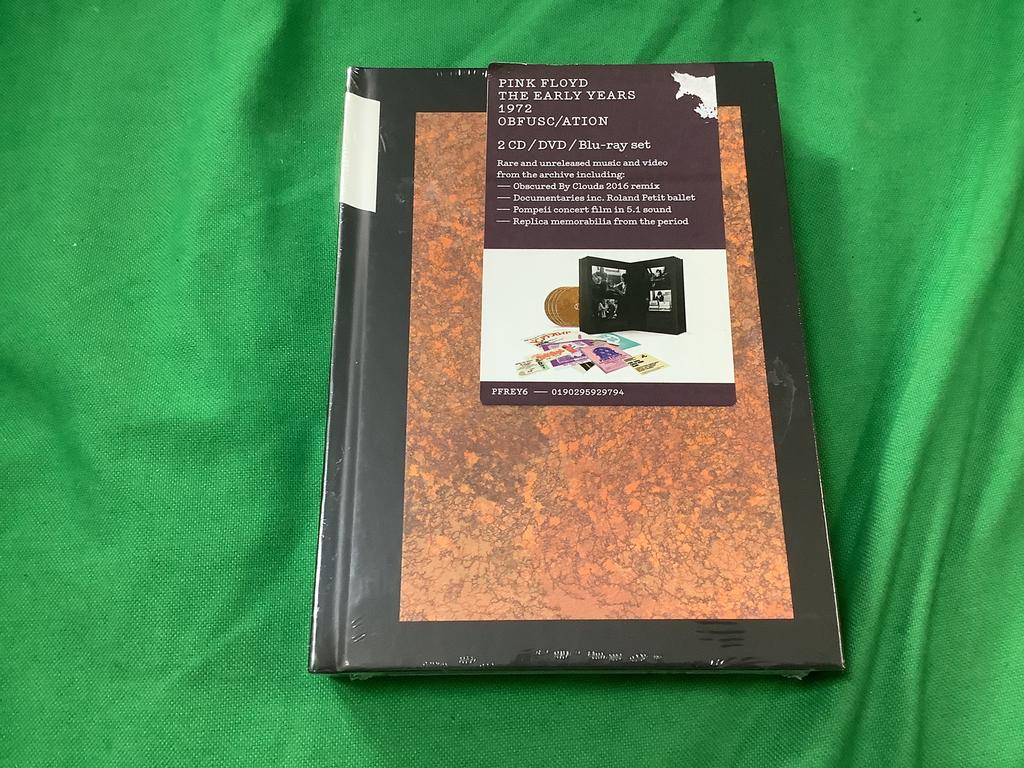 PINK FLOYD
THE EARLY YEARS
1972
OBFUSC/ATION
2 CD / DVD / Blu-ray set
Rare and unreleased music and video
from the archive including:
— Obscured By Clouds 2016 remix
— Documentaries inc. Roland Petit ballet
— Pompeii concert film in 5.1 sound
— Replica memorabilia from the period
PFREY6 — 0190295929794